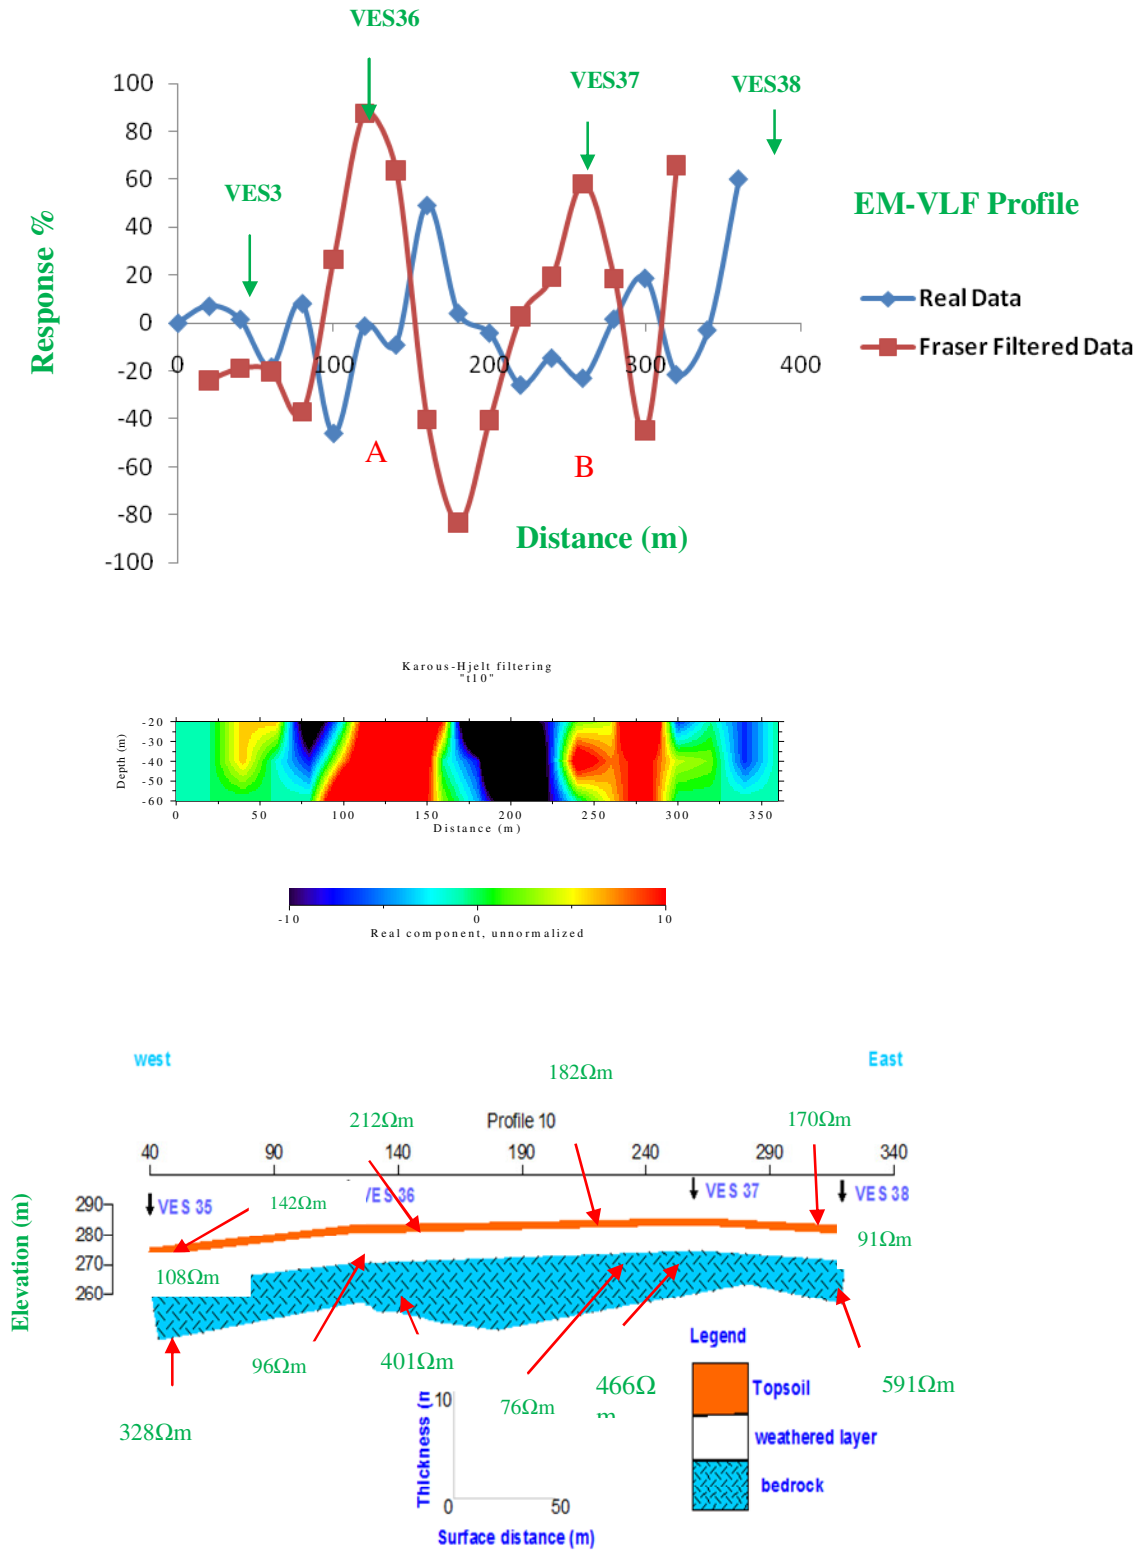 VES36
VES37
VES38
VES3
100
80
60
40
20
0
-20
-40
-60
-80
-100
0
100
200
300
400
Response %
A
B
Distance (m)
EM-VLF Profile
Real Data
Fraser Filtered Data
Karous-Hjelt filtering
"t10"
Depth (m)
-20
-30
-40
-50
-60
0 50 100 150 200 250 300 350
Distance (m)
-10 0 10
Real component, unnormalized
west
East
182Ωm
212Ωm
Profile 10
170Ωm
40 90 140 190 240 290 340
VES 35
142Ωm
VES 36
VES 37
VES 38
Elevation (m)
290
280
270
260
108Ωm
91Ωm
96Ωm
401Ωm
76Ωm
466Ω
m
591Ωm
328Ωm
Legend
Topsoil
weathered layer
bedrock
Thickness (m
10
0
50
Surface distance (m)